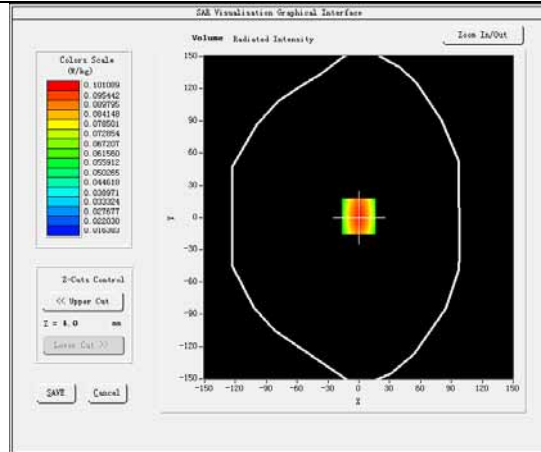 SAR Visualisation Graphical Interface
Volume Radiated Intensity
Zoom In/Out
Colors Scale
(W/kg)
0.101089
0.095442
0.089795
0.084148
0.078501
0.072854
0.067207
0.061560
0.055912
0.050265
0.044618
0.038971
0.033324
0.027677
0.022030
0.016383
Z-Cuts Control
<< Upper Cut
Z = 4.0 mm
Lower Cut >>
SAVE Cancel
150
120
90
60
30
0
-30
-60
-90
-120
-150
Y
-150 -120 -90 -60 -30 0 30 60 90 120 150
X